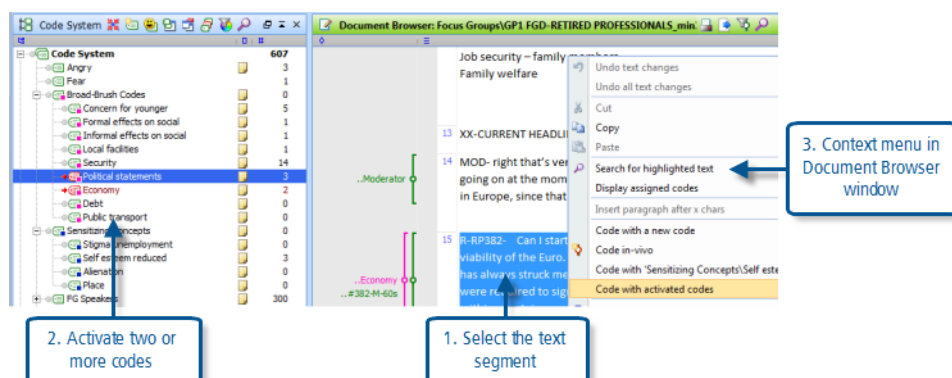 Code System
Document Browser: Focus Groups\GP1 FGD-RETIRED PROFESSIONALS_min.
Code System 607
Angry 3
Fear 1
Broad-Brush Codes 0
Concern for younger 5
Formal effects on social 1
Informal effects on social 1
Local facilities 1
Security 14
Political statements 3
Economy 2
Debt 0
Public transport 0
Sensitizing Concepts 0
Stigma unemployment 0
Self esteem reduced 3
Alienation 0
Place 0
FG Speakers 300
Job security – family members
Family welfare
13 XX-CURRENT HEADLI
14 MOD- right that's ver
going on at the mom
in Europe, since that
..Moderator
15 R-RP382- Can I start
viability of the Euro.
has always struck me
were required to sig
..Economy
..#382-M-60s
Undo text changes
Undo all text changes
Cut
Copy
Paste
Search for highlighted text
Display assigned codes
Insert paragraph after x chars
Code with a new code
Code in-vivo
Code with 'Sensitizing Concepts\Self este
Code with activated codes
3. Context menu in
Document Browser
window
2. Activate two or
more codes
1. Select the text
segment